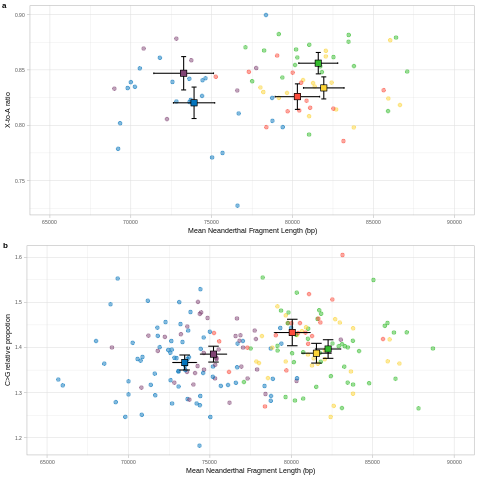 a
0.90
0.85
0.80
0.75
X-to-A ratio
65000 70000 75000 80000 85000 90000
Mean Neanderthal Fragment Length (bp)
b
1.6
1.5
1.4
1.3
1.2
C>G relative propotion
65000 70000 75000 80000 85000 90000
Mean Neanderthal Fragment Length (bp)